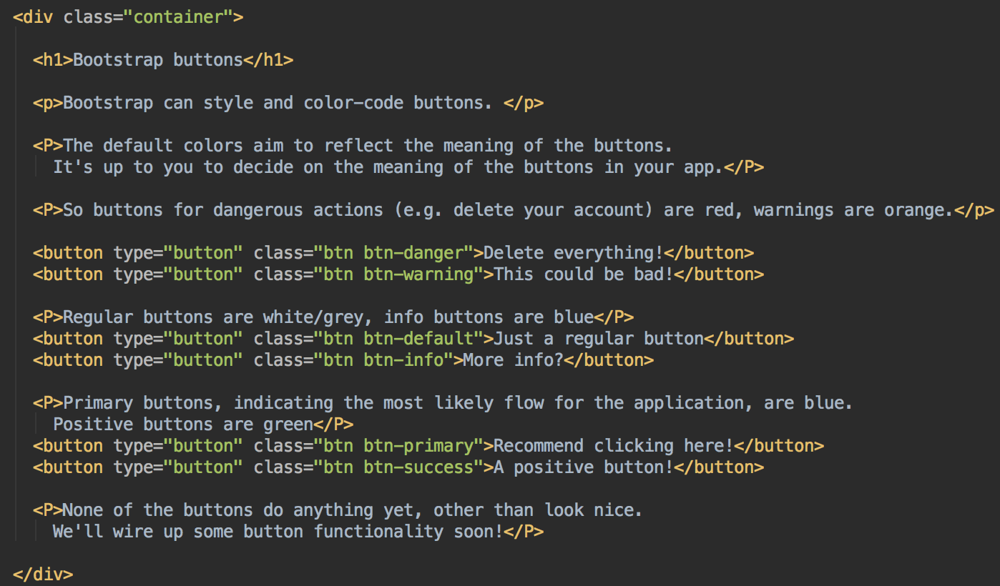 <div class="container">
<h1>Bootstrap buttons</h1>
<p>Bootstrap can style and color-code buttons. </p>
<P>The default colors aim to reflect the meaning of the buttons.
It's up to you to decide on the meaning of the buttons in your app.</P>
<P>So buttons for dangerous actions (e.g. delete your account) are red, warnings are orange.</p>
<button type="button" class="btn btn-danger">Delete everything!</button>
<button type="button" class="btn btn-warning">This could be bad!</button>
<P>Regular buttons are white/grey, info buttons are blue</P>
<button type="button" class="btn btn-default">Just a regular button</button>
<button type="button" class="btn btn-info">More info?</button>
<P>Primary buttons, indicating the most likely flow for the application, are blue.
Positive buttons are green</P>
<button type="button" class="btn btn-primary">Recommend clicking here!</button>
<button type="button" class="btn btn-success">A positive button!</button>
<P>None of the buttons do anything yet, other than look nice.
We'll wire up some button functionality soon!</P>
</div>